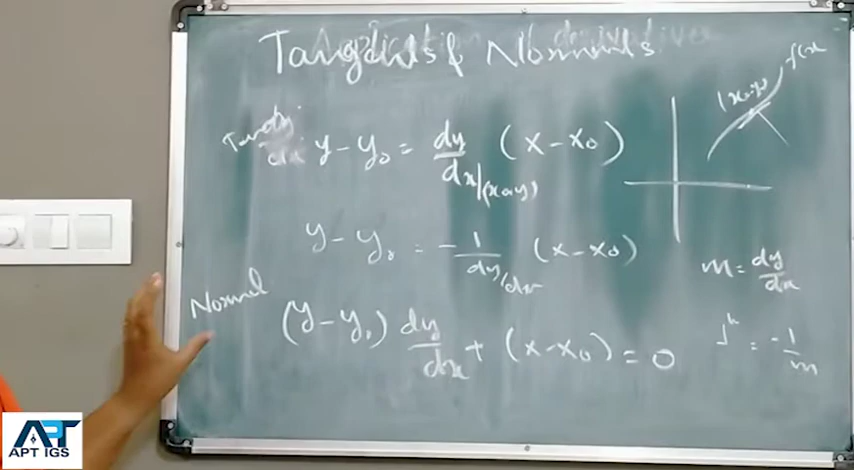 Tangents & Normals
y - y₀ = dy/dx|(x₀, y₀) (x - x₀)
y - y₀ = - 1/(dy/dx) (x - x₀)
Normal (y - y₀) dy/dx + (x - x₀) = 0
(x₀, y₀)
f(x
m = dy/dx
= - 1/m
APT
APT IGS